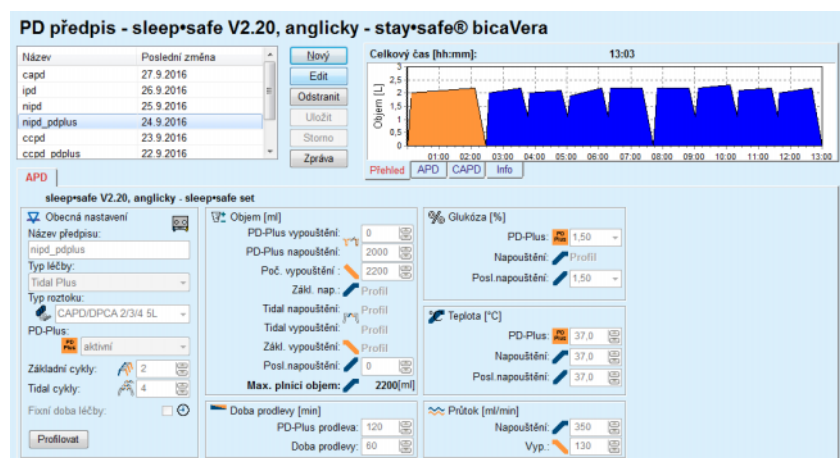 PD předpis - sleep•safe V2.20, anglicky - stay•safe® bicaVera
Název Poslední změna
capd 27.9.2016
ipd 26.9.2016
nipd 25.9.2016
nipd_pdplus 24.9.2016
ccpd 23.9.2016
ccpd_pdplus 22.9.2016
Nový
Edit
Odstranit
Uložit
Storno
Zpráva
Celkový čas [hh:mm]: 13:03
Objem [L]
3
2,5
2
1,5
1
0,5
0
01:00 02:00 03:00 04:00 05:00 06:00 07:00 08:00 09:00 10:00 11:00 12:00 13:00
Přehled APD CAPD Info
APD
sleep•safe V2.20, anglicky - sleep•safe set
Obecná nastavení
Název předpisu:
nipd_pdplus
Typ léčby:
Tidal Plus
Typ roztoku:
CAPD/DPCA 2/3/4 5L
PD-Plus:
PD Plus aktivní
Základní cykly: 2
Tidal cykly: 4
Fixní doba léčby:
Profilovat
Objem [ml]
PD-Plus vypouštění: 0
PD-Plus napouštění: 2000
Poč. vypouštění : 2200
Zákl. nap.: Profil
Tidal napouštění: Profil
Tidal vypouštění: Profil
Zákl. vypouštění: Profil
Posl.napouštění: 0
Max. plnicí objem: 2200[ml]
Doba prodlevy [min]
PD-Plus prodleva: 120
Doba prodlevy: 60
Glukóza [%]
PD-Plus: PD Plus 1,50
Napouštění: Profil
Posl.napouštění: 1,50
Teplota [°C]
PD-Plus: PD Plus 37,0
Napouštění: 37,0
Posl.napouštění: 37,0
Průtok [ml/min]
Napouštění: 350
Vyp.: 130